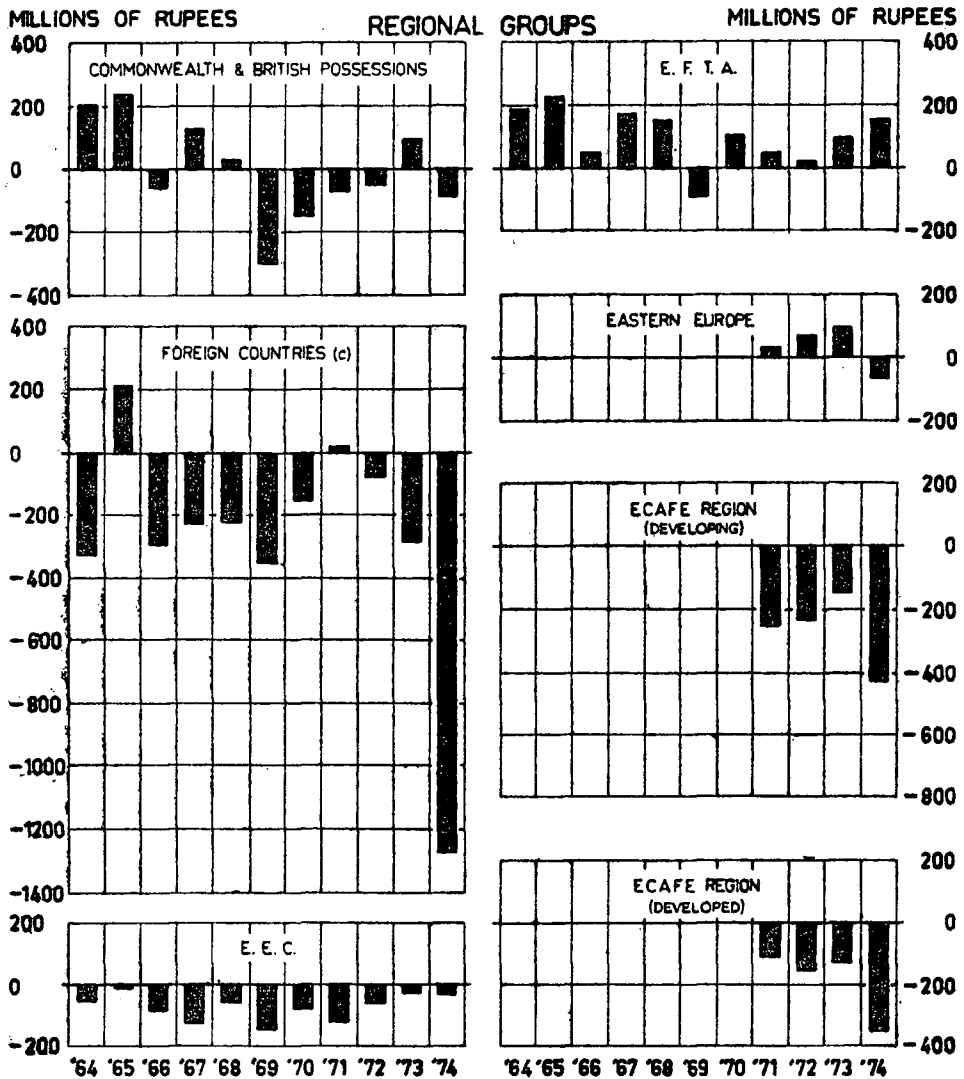 MILLIONS OF RUPEES REGIONAL GROUPS MILLIONS OF RUPEES
COMMONWEALTH & BRITISH POSSESSIONS
400
200
0
-200
-400
FOREIGN COUNTRIES (c)
400
200
0
-200
-400
-600
-800
-1000
-1200
-1400
E. E. C.
200
0
-200
'64 '65 '66 '67 '68 '69 '70 '71 '72 '73 '74
E. F. T. A.
400
200
0
-200
EASTERN EUROPE
200
0
-200
ECAFE REGION
(DEVELOPING)
200
0
-200
-400
-600
-800
ECAFE REGION
(DEVELOPED)
200
0
-200
-400
'64 '65 '66 '67 '68 '69 '70 '71 '72 '73 '74